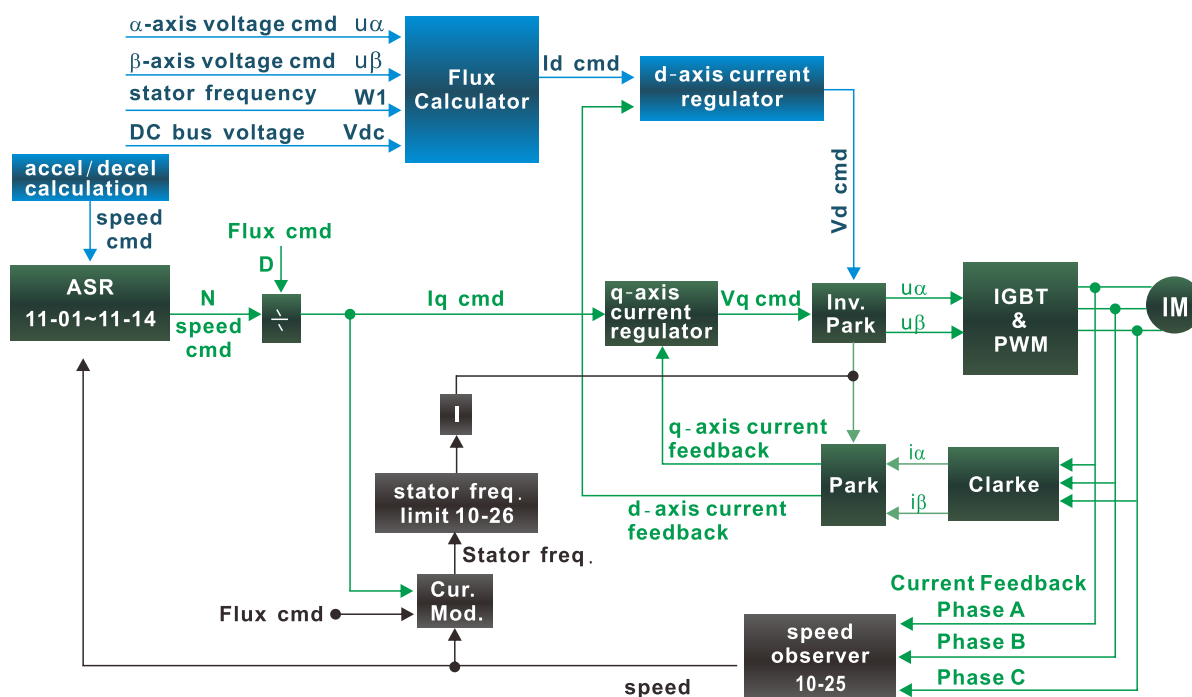 α-axis voltage cmd uα
β-axis voltage cmd uβ
stator frequency W1
DC bus voltage Vdc
Flux
Calculator
Id cmd
d-axis current
regulator
accel/decel
calculation
speed
cmd
Flux cmd
D
Vd cmd
ASR
11-01~11-14
N
speed
cmd
÷
Iq cmd
q-axis
current
regulator
Vq cmd
Inv.
Park
uα
uβ
IGBT
&
PWM
IM
I
q-axis current
feedback
stator freq.
limit 10-26
d-axis current
feedback
Park
iα
iβ
Clarke
Stator freq.
Cur.
Mod.
Flux cmd
Current Feedback
Phase A
Phase B
Phase C
speed
observer
10-25
speed